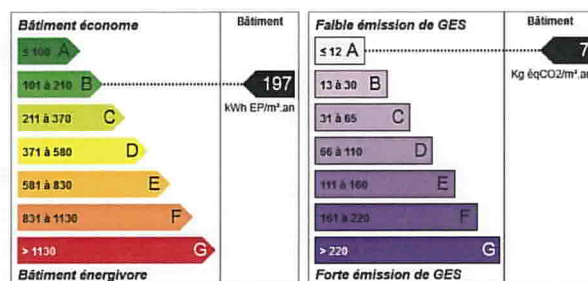 Bâtiment économe
Bâtiment
≤ 100 A
101 à 210 B
197
kWh EP/m².an
211 à 370 C
371 à 580 D
581 à 830 E
831 à 1130 F
> 1130 G
Bâtiment énergivore
Faible émission de GES
Bâtiment
≤ 12 A
7
Kg éqCO2/m².an
13 à 30 B
31 à 65 C
66 à 110 D
111 à 160 E
161 à 220 F
> 220 G
Forte émission de GES